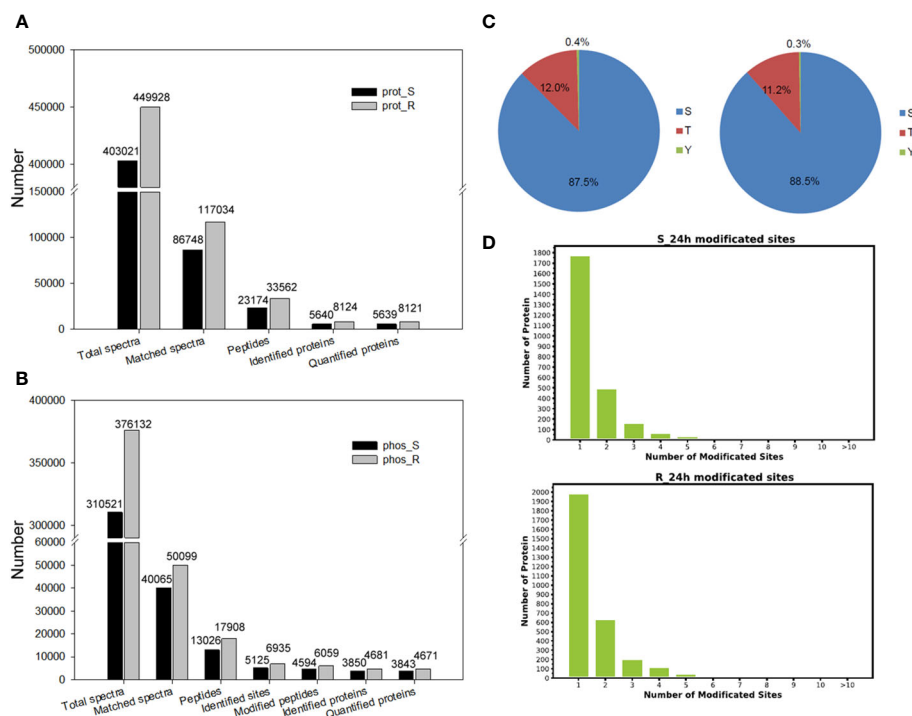 A
500000
450000
400000
150000
100000
50000
0
Number
prot_S
prot_R
403021
449928
86748
117034
23174
33562
5640
8124
5639
8121
Total spectra
Matched spectra
Peptides
Identified proteins
Quantified proteins
B
400000
350000
300000
60000
50000
40000
30000
20000
10000
0
Number
phos_S
phos_R
310521
376132
40065
50099
13026
17908
5125
6935
4594
6059
3850
4681
3843
4671
Total spectra
Matched spectra
Peptides
Identified sites
Modified peptides
Identified proteins
Quantified proteins
C
0.4%
12.0%
87.5%
S
T
Y
0.3%
11.2%
88.5%
S
T
Y
D
S_24h modificated sites
Number of Protein
1800
1700
1600
1500
1400
1300
1200
1100
1000
900
800
700
600
500
400
300
200
100
0
1 2 3 4 5 6 7 8 9 10 >10
Number of Modificated Sites
R_24h modificated sites
Number of Protein
2000
1900
1800
1700
1600
1500
1400
1300
1200
1100
1000
900
800
700
600
500
400
300
200
100
0
1 2 3 4 5 6 7 8 9 10 >10
Number of Modificated Sites